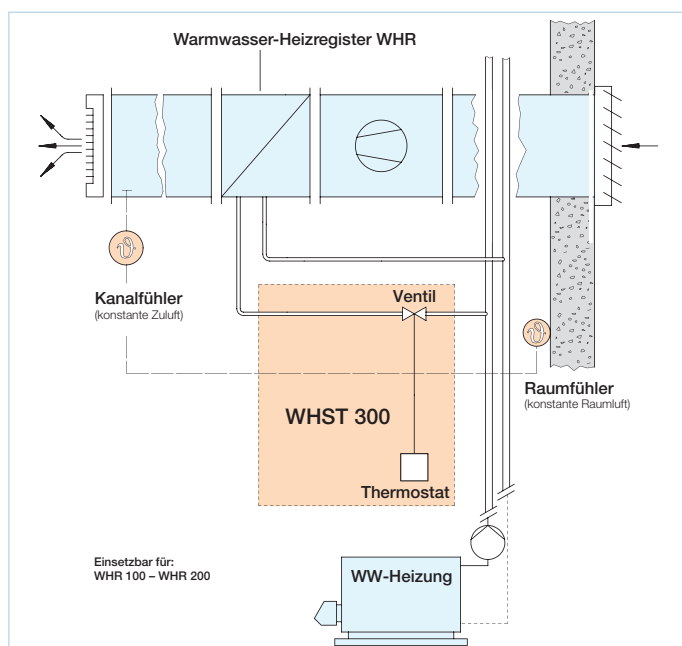 Warmwasser-Heizregister WHR
ϑ
Kanalfühler
(konstante Zuluft)
Ventil
ϑ
Raumfühler
(konstante Raumluft)
WHST 300
Thermostat
Einsetzbar für:
WHR 100 – WHR 200
WW-Heizung